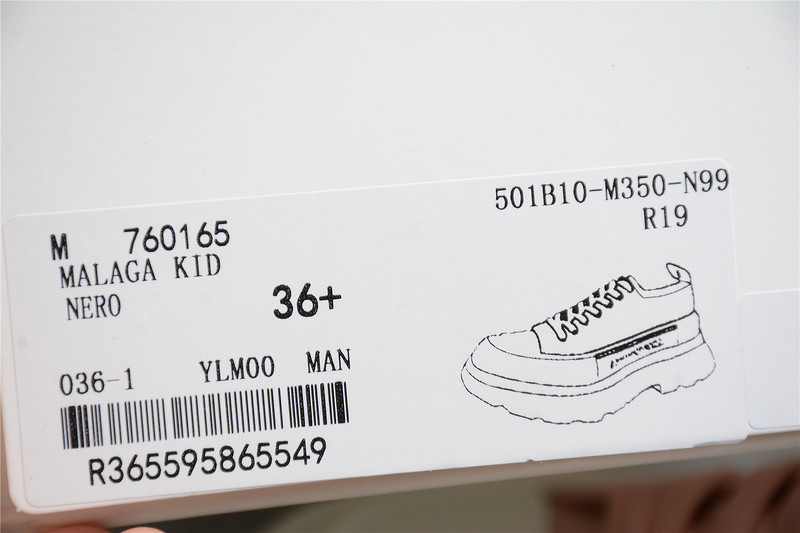 501B10-M350-N99
R19
M 760165
MALAGA KID
NERO
36+
036-1 YLM00 MAN
R365595865549